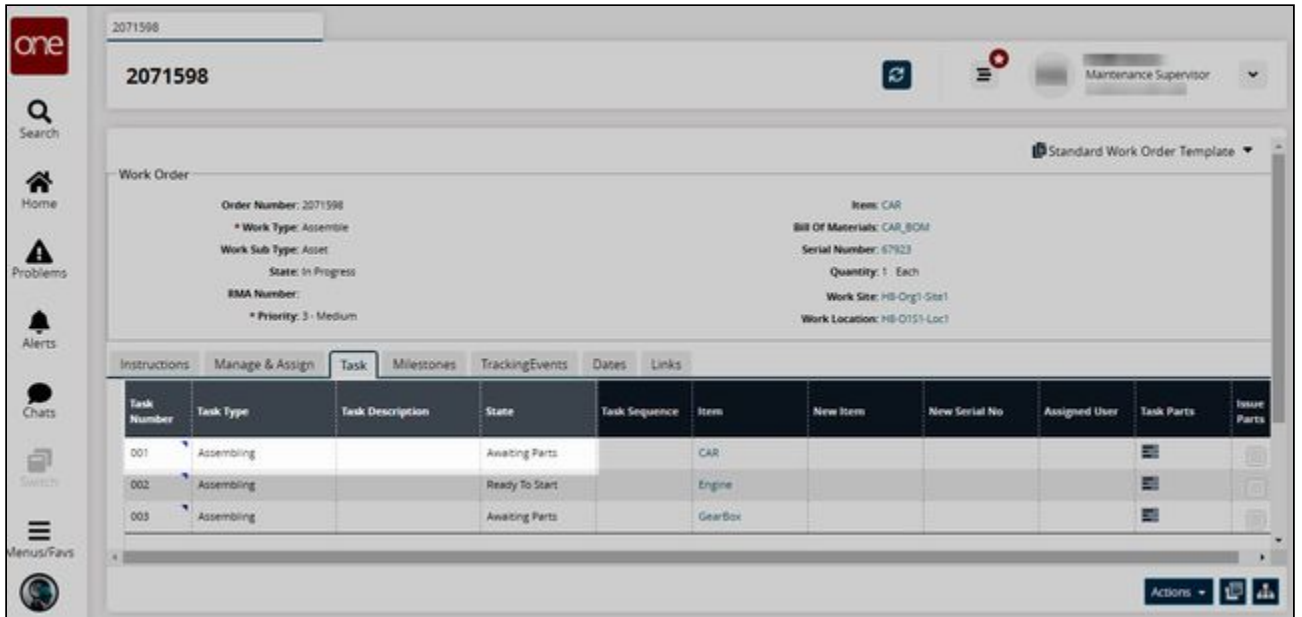 one
2071598
2071598
Maintenance Supervisor
Search
Home
Problems
Alerts
Chats
Switch
Menus/Favs
Standard Work Order Template
Work Order
Order Number: 2071598
* Work Type: Assemble
Work Sub Type: Asset
State: In Progress
RMA Number:
* Priority: 3 - Medium
Item: CAR
Bill Of Materials: CAR_BOM
Serial Number: 67923
Quantity: 1 Each
Work Site: HB-Org1-Site1
Work Location: HB-O1S1-Loc1
Instructions Manage & Assign Task Milestones TrackingEvents Dates Links
Task Number Task Type Task Description State Task Sequence Item New Item New Serial No Assigned User Task Parts Issue Parts
001 Assembling Awaiting Parts CAR
002 Assembling Ready To Start Engine
003 Assembling Awaiting Parts GearBox
Actions